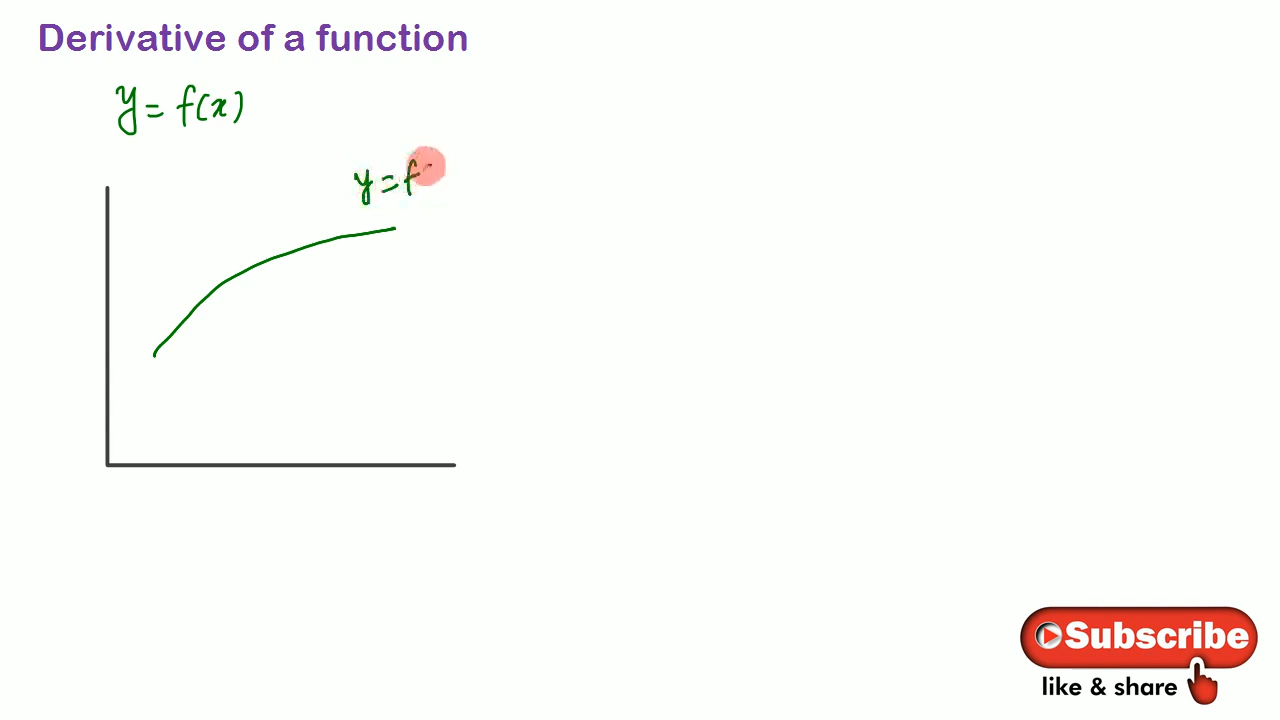 Derivative of a function
y = f(x)
y = f
Subscribe
like & share